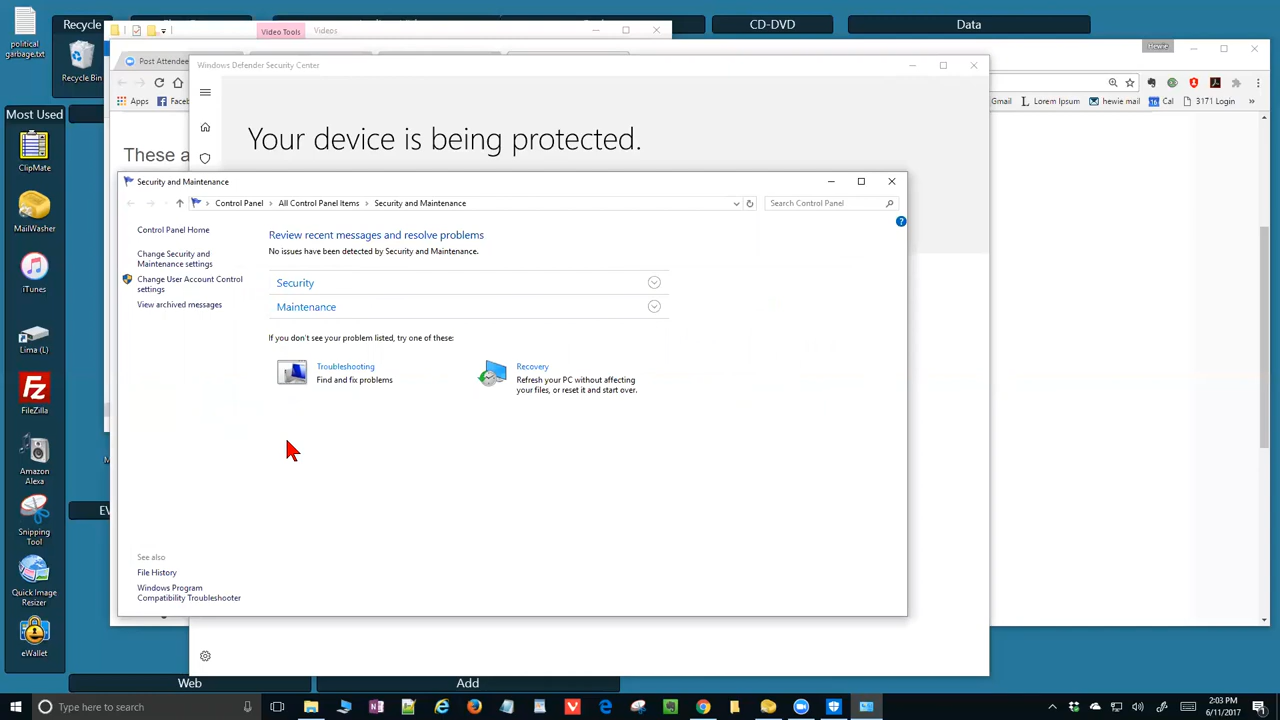 political
garbage.txt
Recycle
Recycle Bin
Video Tools
Videos
CD-DVD
Data
Hewie
Post Attendee
Windows Defender Security Center
Apps
Faceb
Gmail
Lorem Ipsum
hewie mail
Cal
3171 Login
»
Most Used
These a
Your device is being protected.
ClipMate
MailWasher
iTunes
Lima (L)
FileZilla
Amazon
Alexa
Snipping
Tool
Quick Image
Resizer
eWallet
Security and Maintenance
Control Panel > All Control Panel Items > Security and Maintenance
Search Control Panel
Control Panel Home
Change Security and
Maintenance settings
Change User Account Control
settings
View archived messages
Review recent messages and resolve problems
No issues have been detected by Security and Maintenance.
Security
Maintenance
If you don't see your problem listed, try one of these:
Troubleshooting
Find and fix problems
Recovery
Refresh your PC without affecting
your files, or reset it and start over.
See also
File History
Windows Program
Compatibility Troubleshooter
EV
Web
Add
Type here to search
2:03 PM
6/11/2017